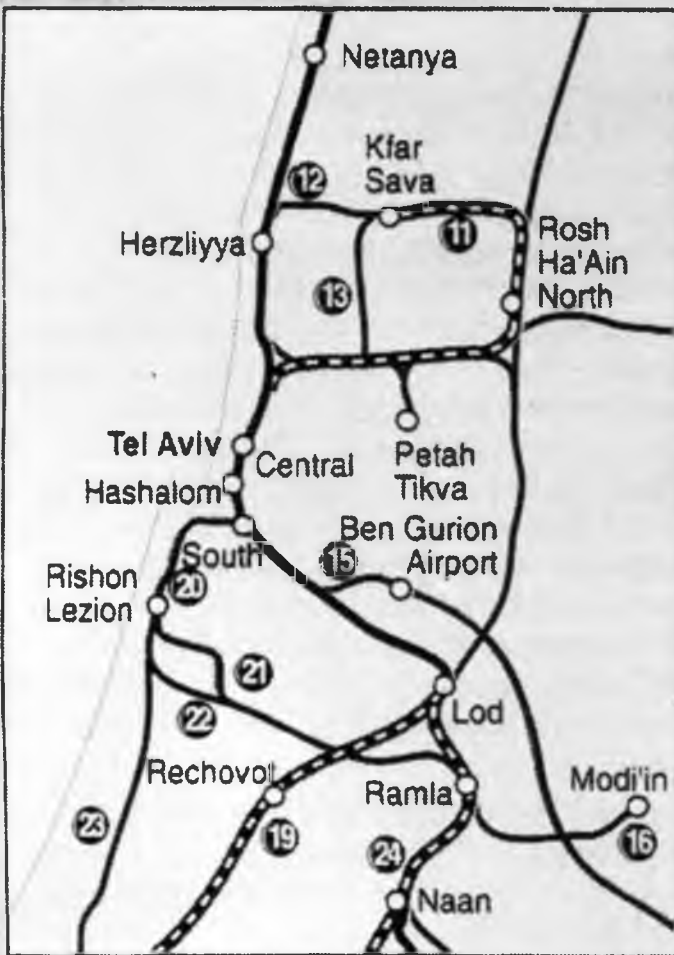 Netanya
Kfar
Sava
12
11
Herzliyya
Rosh
Ha'Ain
North
13
Tel Aviv
Central
Hashalom
Petah
Tikva
South
Ben Gurion
Airport
15
Rishon
Lezion
20
21
22
Lod
Rechovot
Ramla
Modi'in
23
19
24
16
Naan